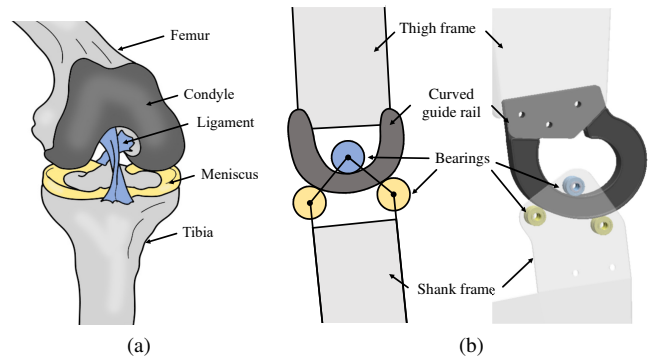 Femur
Condyle
Ligament
Meniscus
Tibia
(a)
Thigh frame
Curved
guide rail
Bearings
Shank frame
(b)